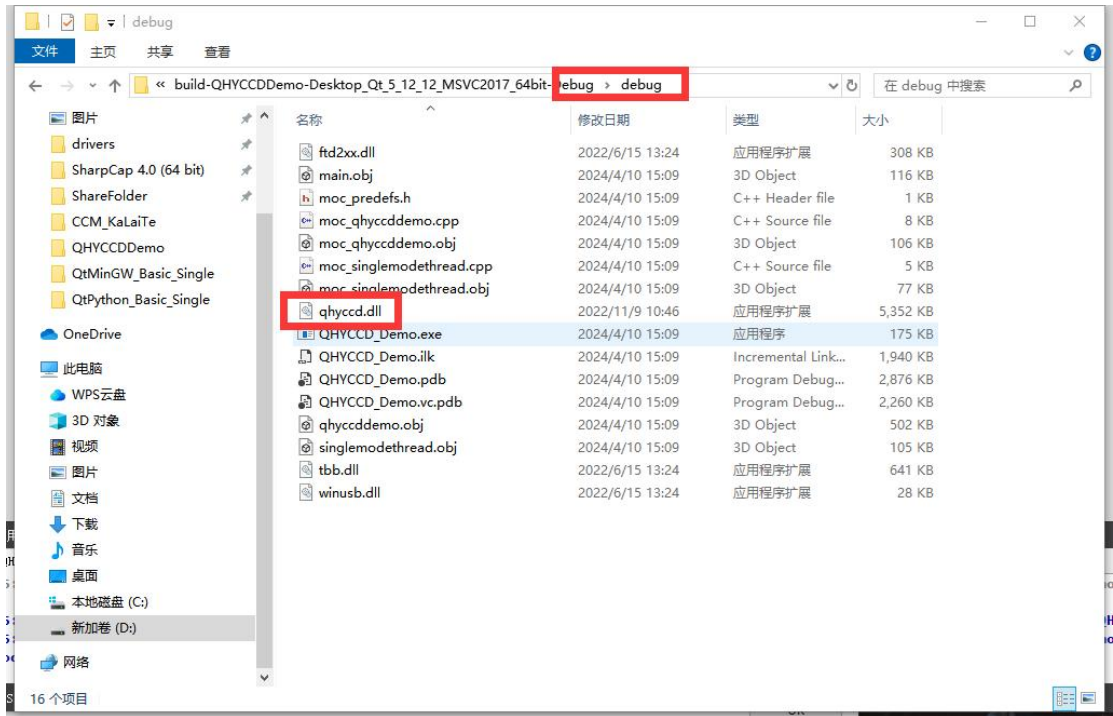 debug
文件 主页 共享 查看
« build-QHYCCDDemo-Desktop_Qt_5_12_12_MSVC2017_64bit-Debug › debug 在 debug 中搜索
图片
drivers
SharpCap 4.0 (64 bit)
ShareFolder
CCM_KaLaiTe
QHYCCDDemo
QtMinGW_Basic_Single
QtPython_Basic_Single
OneDrive
此电脑
WPS云盘
3D 对象
视频
图片
文档
下载
音乐
桌面
本地磁盘 (C:)
新加卷 (D:)
网络
名称 修改日期 类型 大小
ftd2xx.dll 2022/6/15 13:24 应用程序扩展 308 KB
main.obj 2024/4/10 15:09 3D Object 116 KB
moc_predefs.h 2024/4/10 15:09 C++ Header file 1 KB
moc_qhyccddemo.cpp 2024/4/10 15:09 C++ Source file 8 KB
moc_qhyccddemo.obj 2024/4/10 15:09 3D Object 106 KB
moc_singlemodethread.cpp 2024/4/10 15:09 C++ Source file 5 KB
moc_singlemodethread.obj 2024/4/10 15:09 3D Object 77 KB
qhyccd.dll 2022/11/9 10:46 应用程序扩展 5,352 KB
QHYCCD_Demo.exe 2024/4/10 15:09 应用程序 175 KB
QHYCCD_Demo.ilk 2024/4/10 15:09 Incremental Link... 1,940 KB
QHYCCD_Demo.pdb 2024/4/10 15:09 Program Debug... 2,876 KB
QHYCCD_Demo.vc.pdb 2024/4/10 15:09 Program Debug... 2,260 KB
qhyccddemo.obj 2024/4/10 15:09 3D Object 502 KB
singlemodethread.obj 2024/4/10 15:09 3D Object 105 KB
tbb.dll 2022/6/15 13:24 应用程序扩展 641 KB
winusb.dll 2022/6/15 13:24 应用程序扩展 28 KB
16 个项目